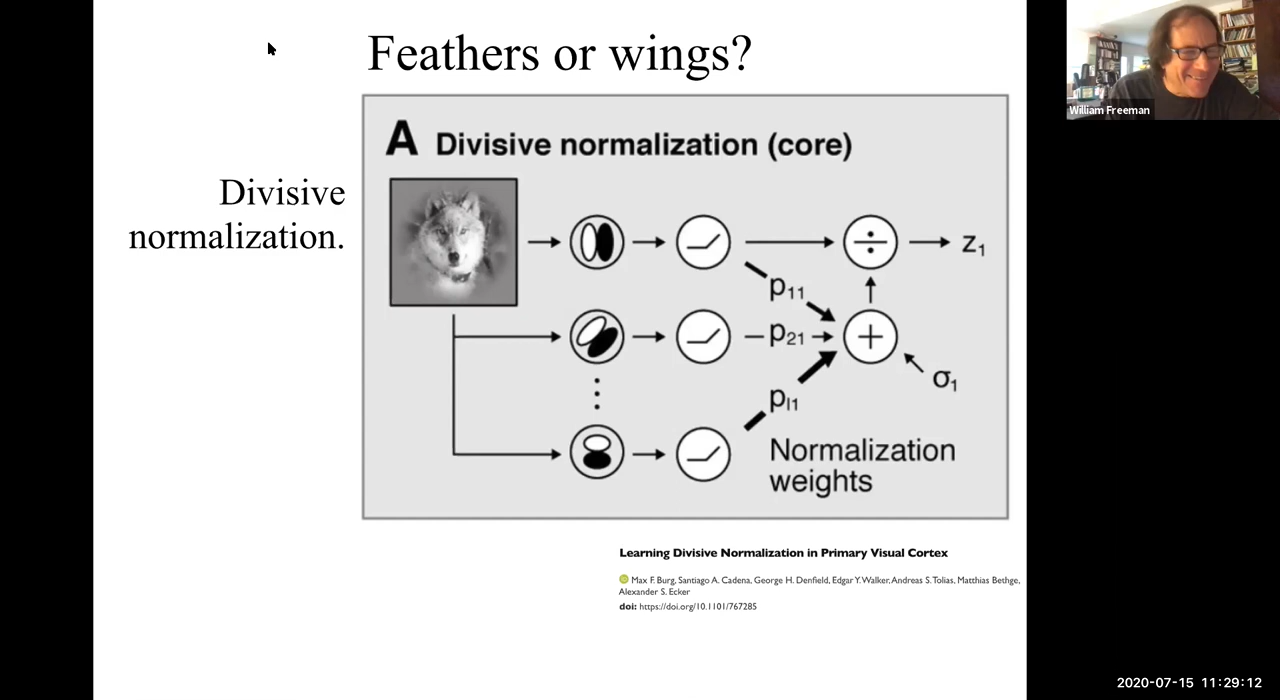 Feathers or wings?
William Freeman
A Divisive normalization (core)
Divisive
normalization.
÷
z₁
p₁₁
p₂₁
+
σ₁
pₗ₁
Normalization
weights
Learning Divisive Normalization in Primary Visual Cortex
Max F. Burg, Santiago A. Cadena, George H. Denfield, Edgar Y. Walker, Andreas S. Tolias, Matthias Bethge,
Alexander S. Ecker
doi: https://doi.org/10.1101/767285
2020-07-15 11:29:12